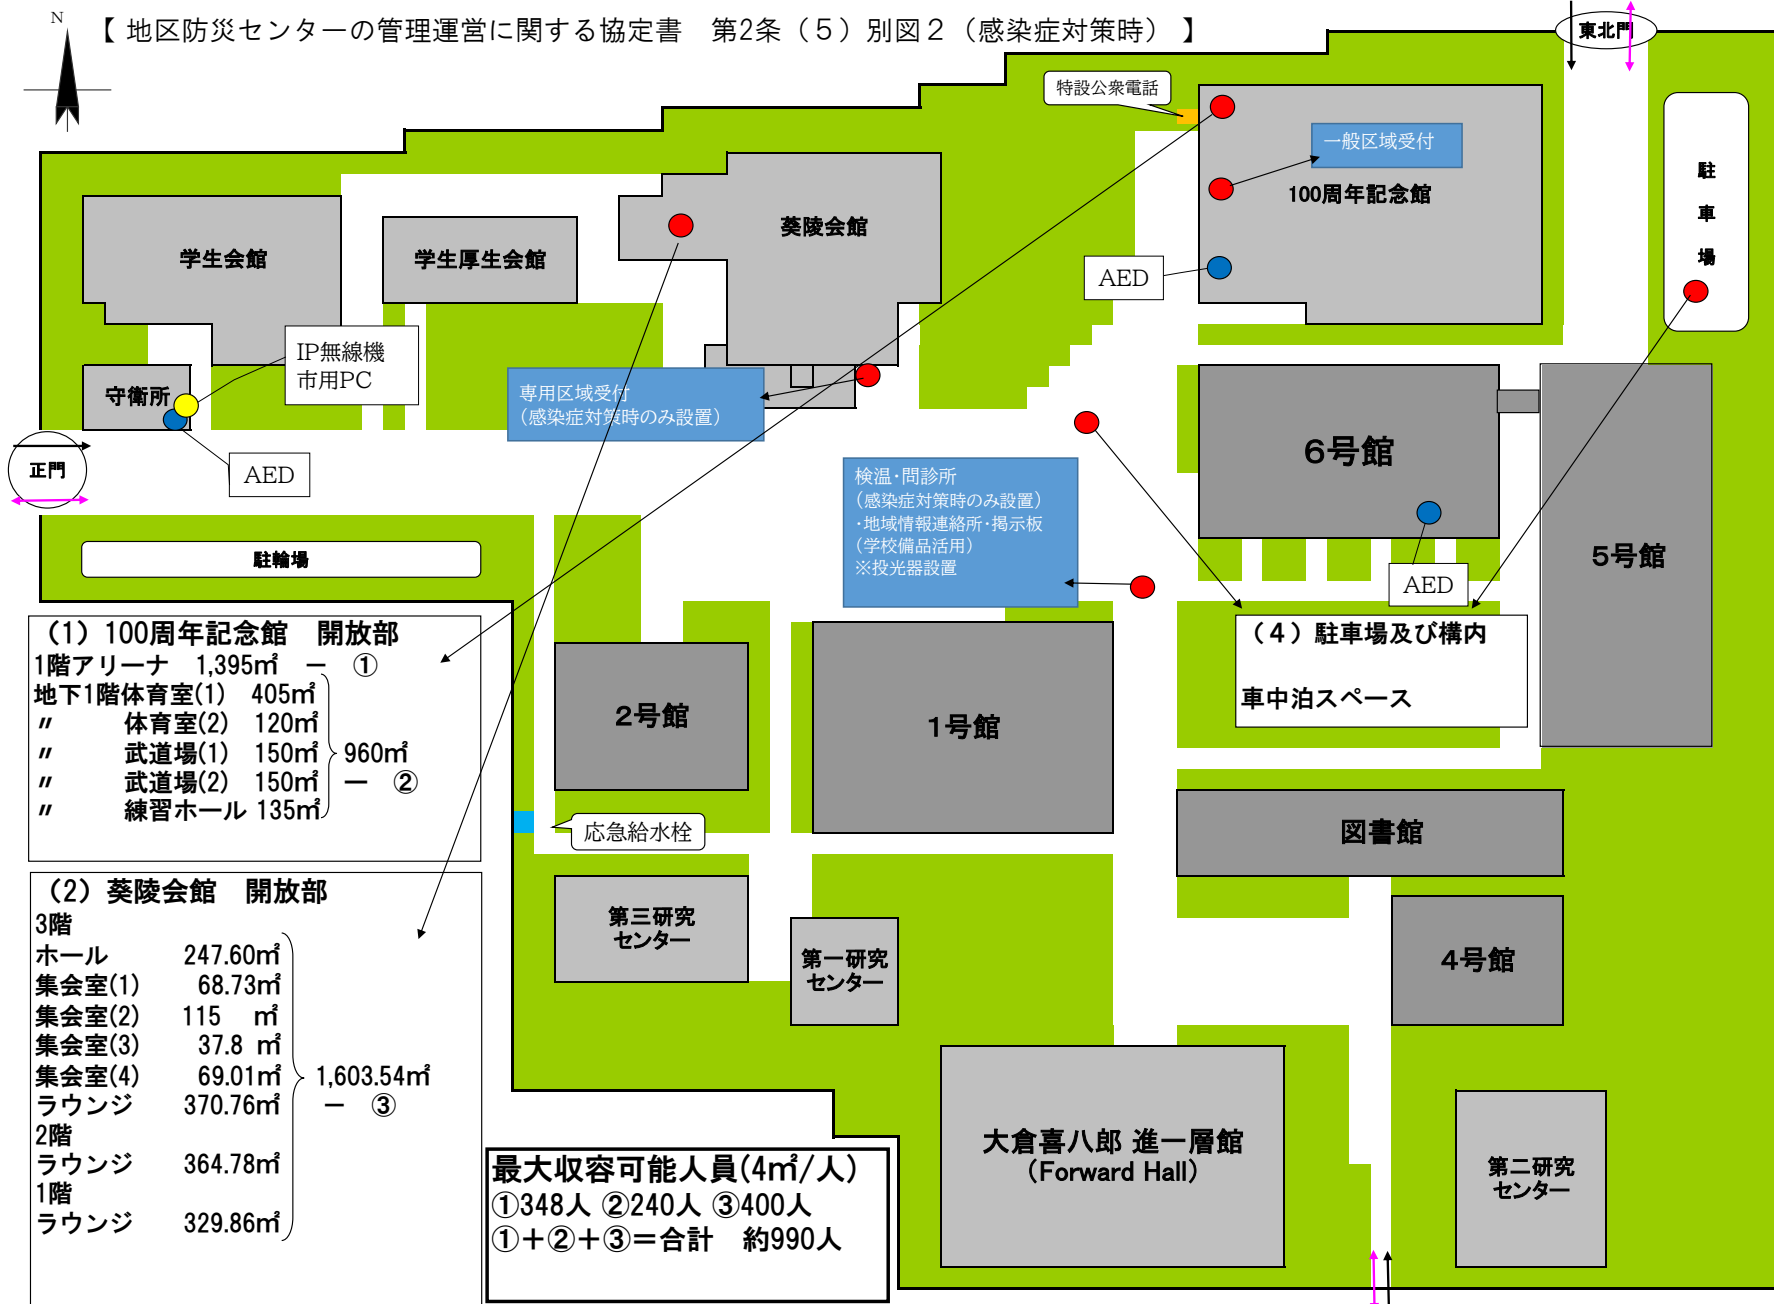 N
【 地区防災センターの管理運営に関する協定書　第2条（５）別図２（感染症対策時） 】
東北門
特設公衆電話
一般区域受付
100周年記念館
駐
車
場
葵陵会館
学生会館
学生厚生会館
AED
IP無線機
市用PC
守衛所
専用区域受付
（感染症対策時のみ設置）
正門
AED
6号館
検温・問診所
（感染症対策時のみ設置）
・地域情報連絡所・掲示板
（学校備品活用）
※投光器設置
駐輪場
AED
5号館
（1）100周年記念館　開放部
1階アリーナ　1,395㎡　－　①
地下1階体育室(1)　405㎡
〃　　　体育室(2)　120㎡
〃　　　武道場(1)　150㎡　960㎡
〃　　　武道場(2)　150㎡　－　②
〃　　　練習ホール 135㎡
（４）駐車場及び構内
車中泊スペース
2号館
1号館
応急給水栓
図書館
（2）葵陵会館　開放部
3階
ホール　　　247.60㎡
集会室(1)　　68.73㎡
集会室(2)　115　㎡
集会室(3)　　37.8 ㎡
集会室(4)　　69.01㎡　1,603.54㎡
ラウンジ　　370.76㎡　－　③
2階
ラウンジ　　364.78㎡
1階
ラウンジ　　329.86㎡
第三研究
センター
第一研究
センター
4号館
最大収容可能人員(4㎡/人)
①348人 ②240人 ③400人
①＋②＋③＝合計　約990人
大倉喜八郎 進一層館
（Forward Hall）
第二研究
センター